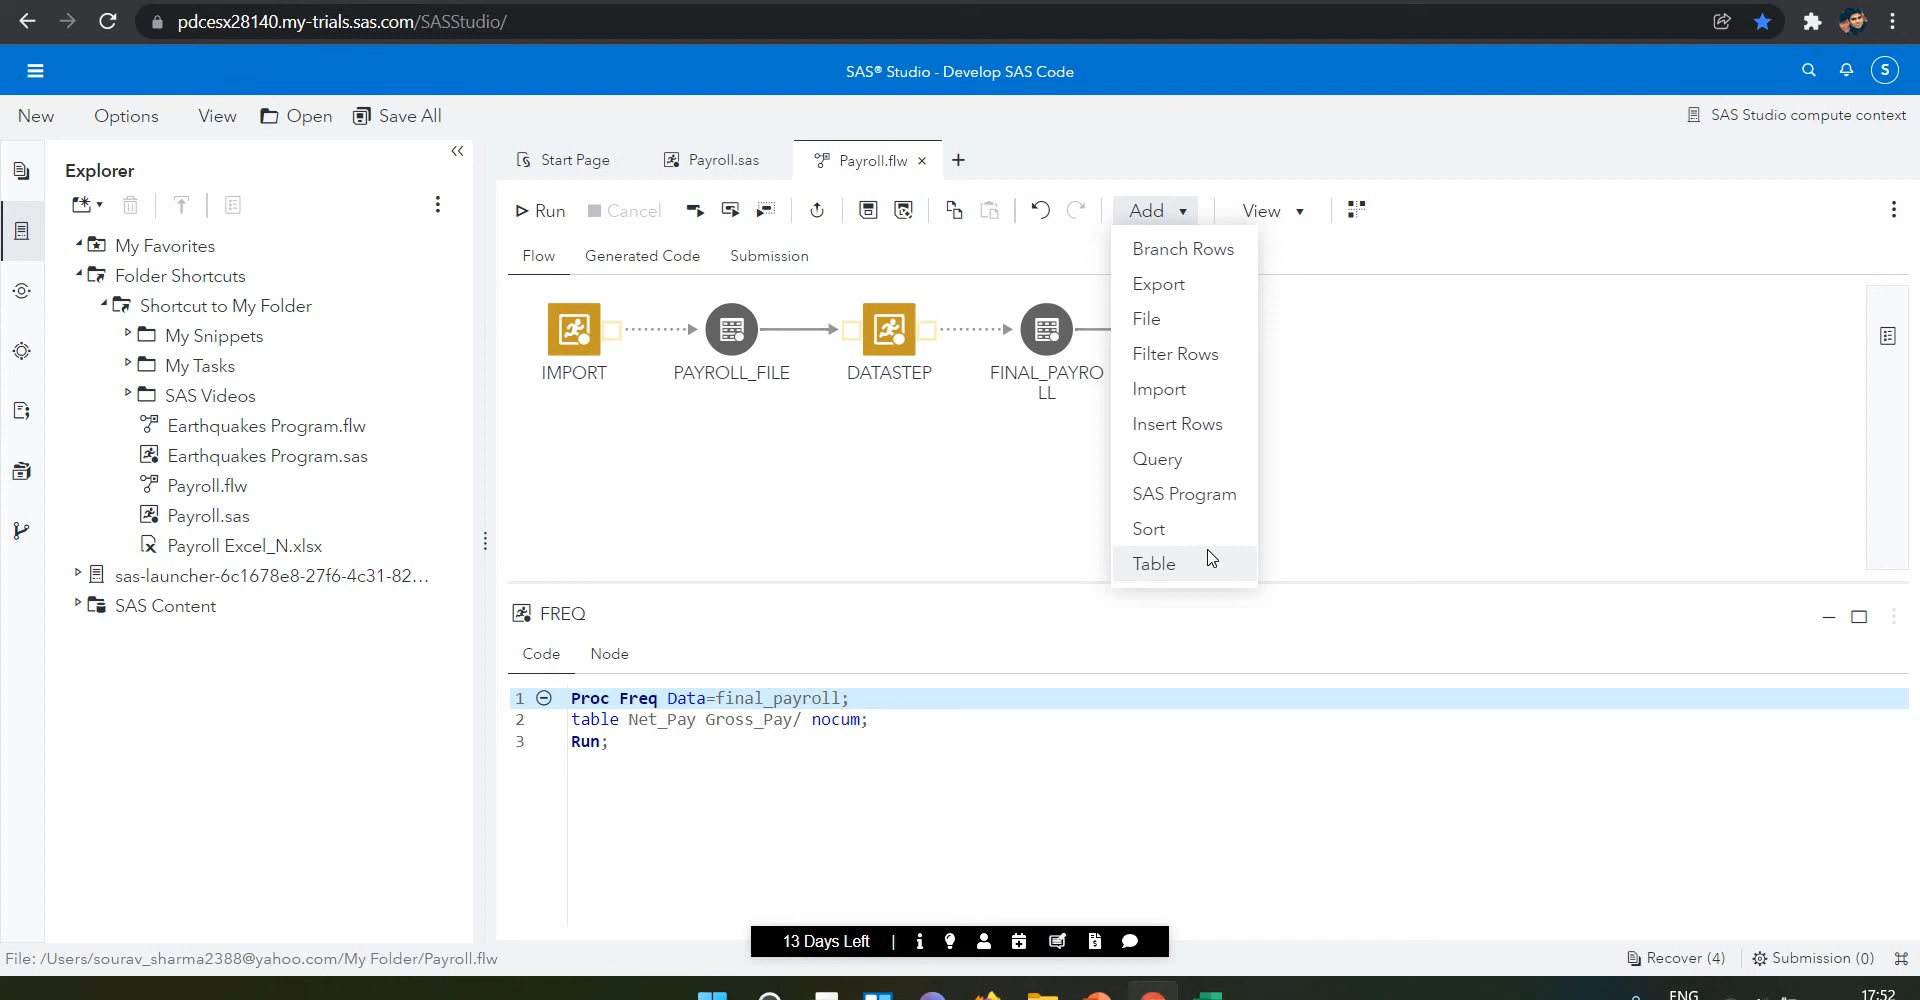 pdcesx28140.my-trials.sas.com/SASStudio/
SAS® Studio - Develop SAS Code
S
New Options View Open Save All
SAS Studio compute context
Explorer
Start Page Payroll.sas Payroll.flw
Run Cancel Add View
Flow Generated Code Submission
My Favorites
Folder Shortcuts
Shortcut to My Folder
My Snippets
My Tasks
SAS Videos
Earthquakes Program.flw
Earthquakes Program.sas
Payroll.flw
Payroll.sas
Payroll Excel_N.xlsx
sas-launcher-6c1678e8-27f6-4c31-82...
SAS Content
IMPORT
PAYROLL_FILE
DATASTEP
FINAL_PAYRO
LL
Branch Rows
Export
File
Filter Rows
Import
Insert Rows
Query
SAS Program
Sort
Table
FREQ
Code Node
1 Proc Freq Data=final_payroll;
2 table Net_Pay Gross_Pay/ nocum;
3 Run;
13 Days Left |
File: /Users/sourav_sharma2388@yahoo.com/My Folder/Payroll.flw
Recover (4) Submission (0)
ENG
17:52